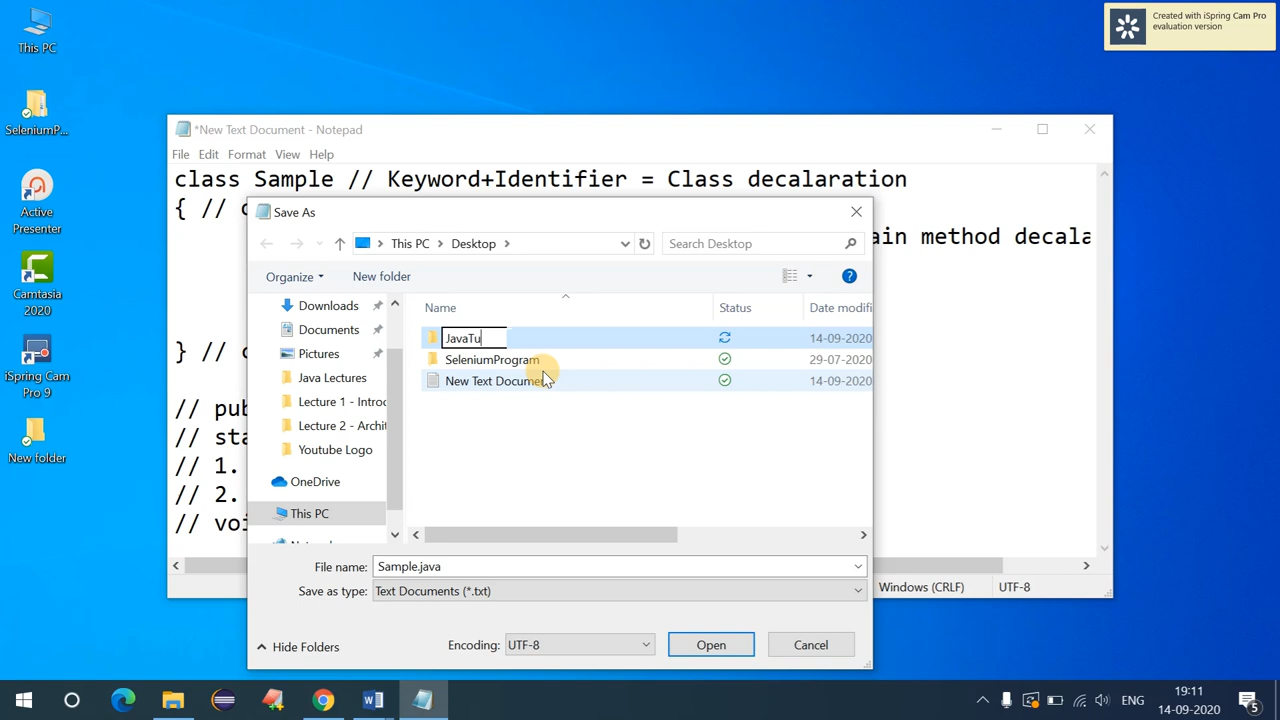 Created with iSpring Cam Pro
evaluation version
This PC
SeleniumP...
Active
Presenter
Camtasia
2020
iSpring Cam
Pro 9
New folder
*New Text Document - Notepad
File Edit Format View Help
class Sample // Keyword+Identifier = Class decalaration
{ // c
ain method decala
} // c
// pub
// sta
// 1.
// 2.
// voi
Windows (CRLF) UTF-8
Save As
This PC Desktop
Search Desktop
Organize New folder
Name Status Date modifi
Downloads
Documents
Pictures
Java Lectures
Lecture 1 - Introd
Lecture 2 - Archit
Youtube Logo
OneDrive
This PC
JavaTu 14-09-2020
SeleniumProgram 29-07-2020
New Text Docume 14-09-2020
File name: Sample.java
Save as type: Text Documents (*.txt)
Hide Folders
Encoding: UTF-8
Open
Cancel
ENG
19:11
14-09-2020
5